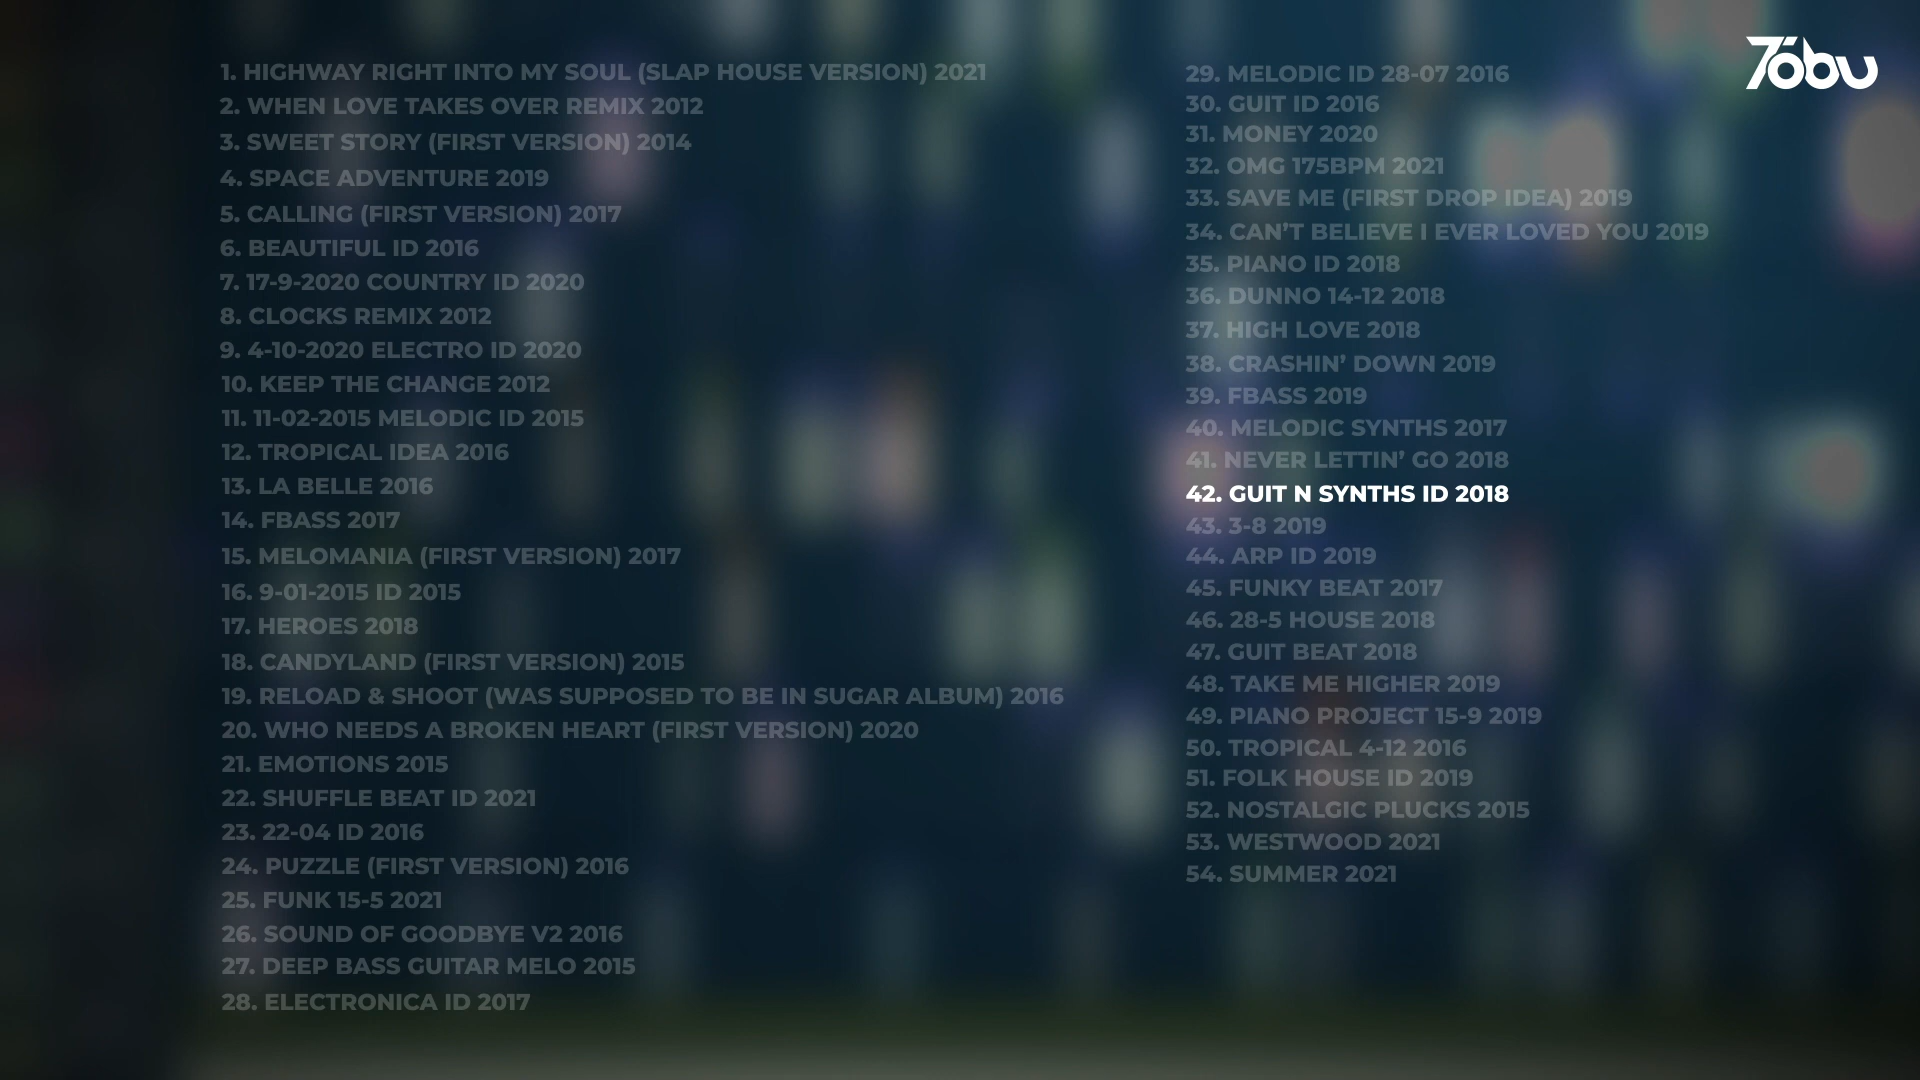 1. HIGHWAY RIGHT INTO MY SOUL (SLAP HOUSE VERSION) 2021
2. WHEN LOVE TAKES OVER REMIX 2012
3. SWEET STORY (FIRST VERSION) 2014
4. SPACE ADVENTURE 2019
5. CALLING (FIRST VERSION) 2017
6. BEAUTIFUL ID 2016
7. 17-9-2020 COUNTRY ID 2020
8. CLOCKS REMIX 2012
9. 4-10-2020 ELECTRO ID 2020
10. KEEP THE CHANGE 2012
11. 11-02-2015 MELODIC ID 2015
12. TROPICAL IDEA 2016
13. LA BELLE 2016
14. FBASS 2017
15. MELOMANIA (FIRST VERSION) 2017
16. 9-01-2015 ID 2015
17. HEROES 2018
18. CANDYLAND (FIRST VERSION) 2015
19. RELOAD & SHOOT (WAS SUPPOSED TO BE IN SUGAR ALBUM) 2016
20. WHO NEEDS A BROKEN HEART (FIRST VERSION) 2020
21. EMOTIONS 2015
22. SHUFFLE BEAT ID 2021
23. 22-04 ID 2016
24. PUZZLE (FIRST VERSION) 2016
25. FUNK 15-5 2021
26. SOUND OF GOODBYE V2 2016
27. DEEP BASS GUITAR MELO 2015
28. ELECTRONICA ID 2017
29. MELODIC ID 28-07 2016
30. GUIT ID 2016
31. MONEY 2020
32. OMG 175BPM 2021
33. SAVE ME (FIRST DROP IDEA) 2019
34. CAN’T BELIEVE I EVER LOVED YOU 2019
35. PIANO ID 2018
36. DUNNO 14-12 2018
37. HIGH LOVE 2018
38. CRASHIN’ DOWN 2019
39. FBASS 2019
40. MELODIC SYNTHS 2017
41. NEVER LETTIN’ GO 2018
42. GUIT N SYNTHS ID 2018
43. 3-8 2019
44. ARP ID 2019
45. FUNKY BEAT 2017
46. 28-5 HOUSE 2018
47. GUIT BEAT 2018
48. TAKE ME HIGHER 2019
49. PIANO PROJECT 15-9 2019
50. TROPICAL 4-12 2016
51. FOLK HOUSE ID 2019
52. NOSTALGIC PLUCKS 2015
53. WESTWOOD 2021
54. SUMMER 2021
Tobu